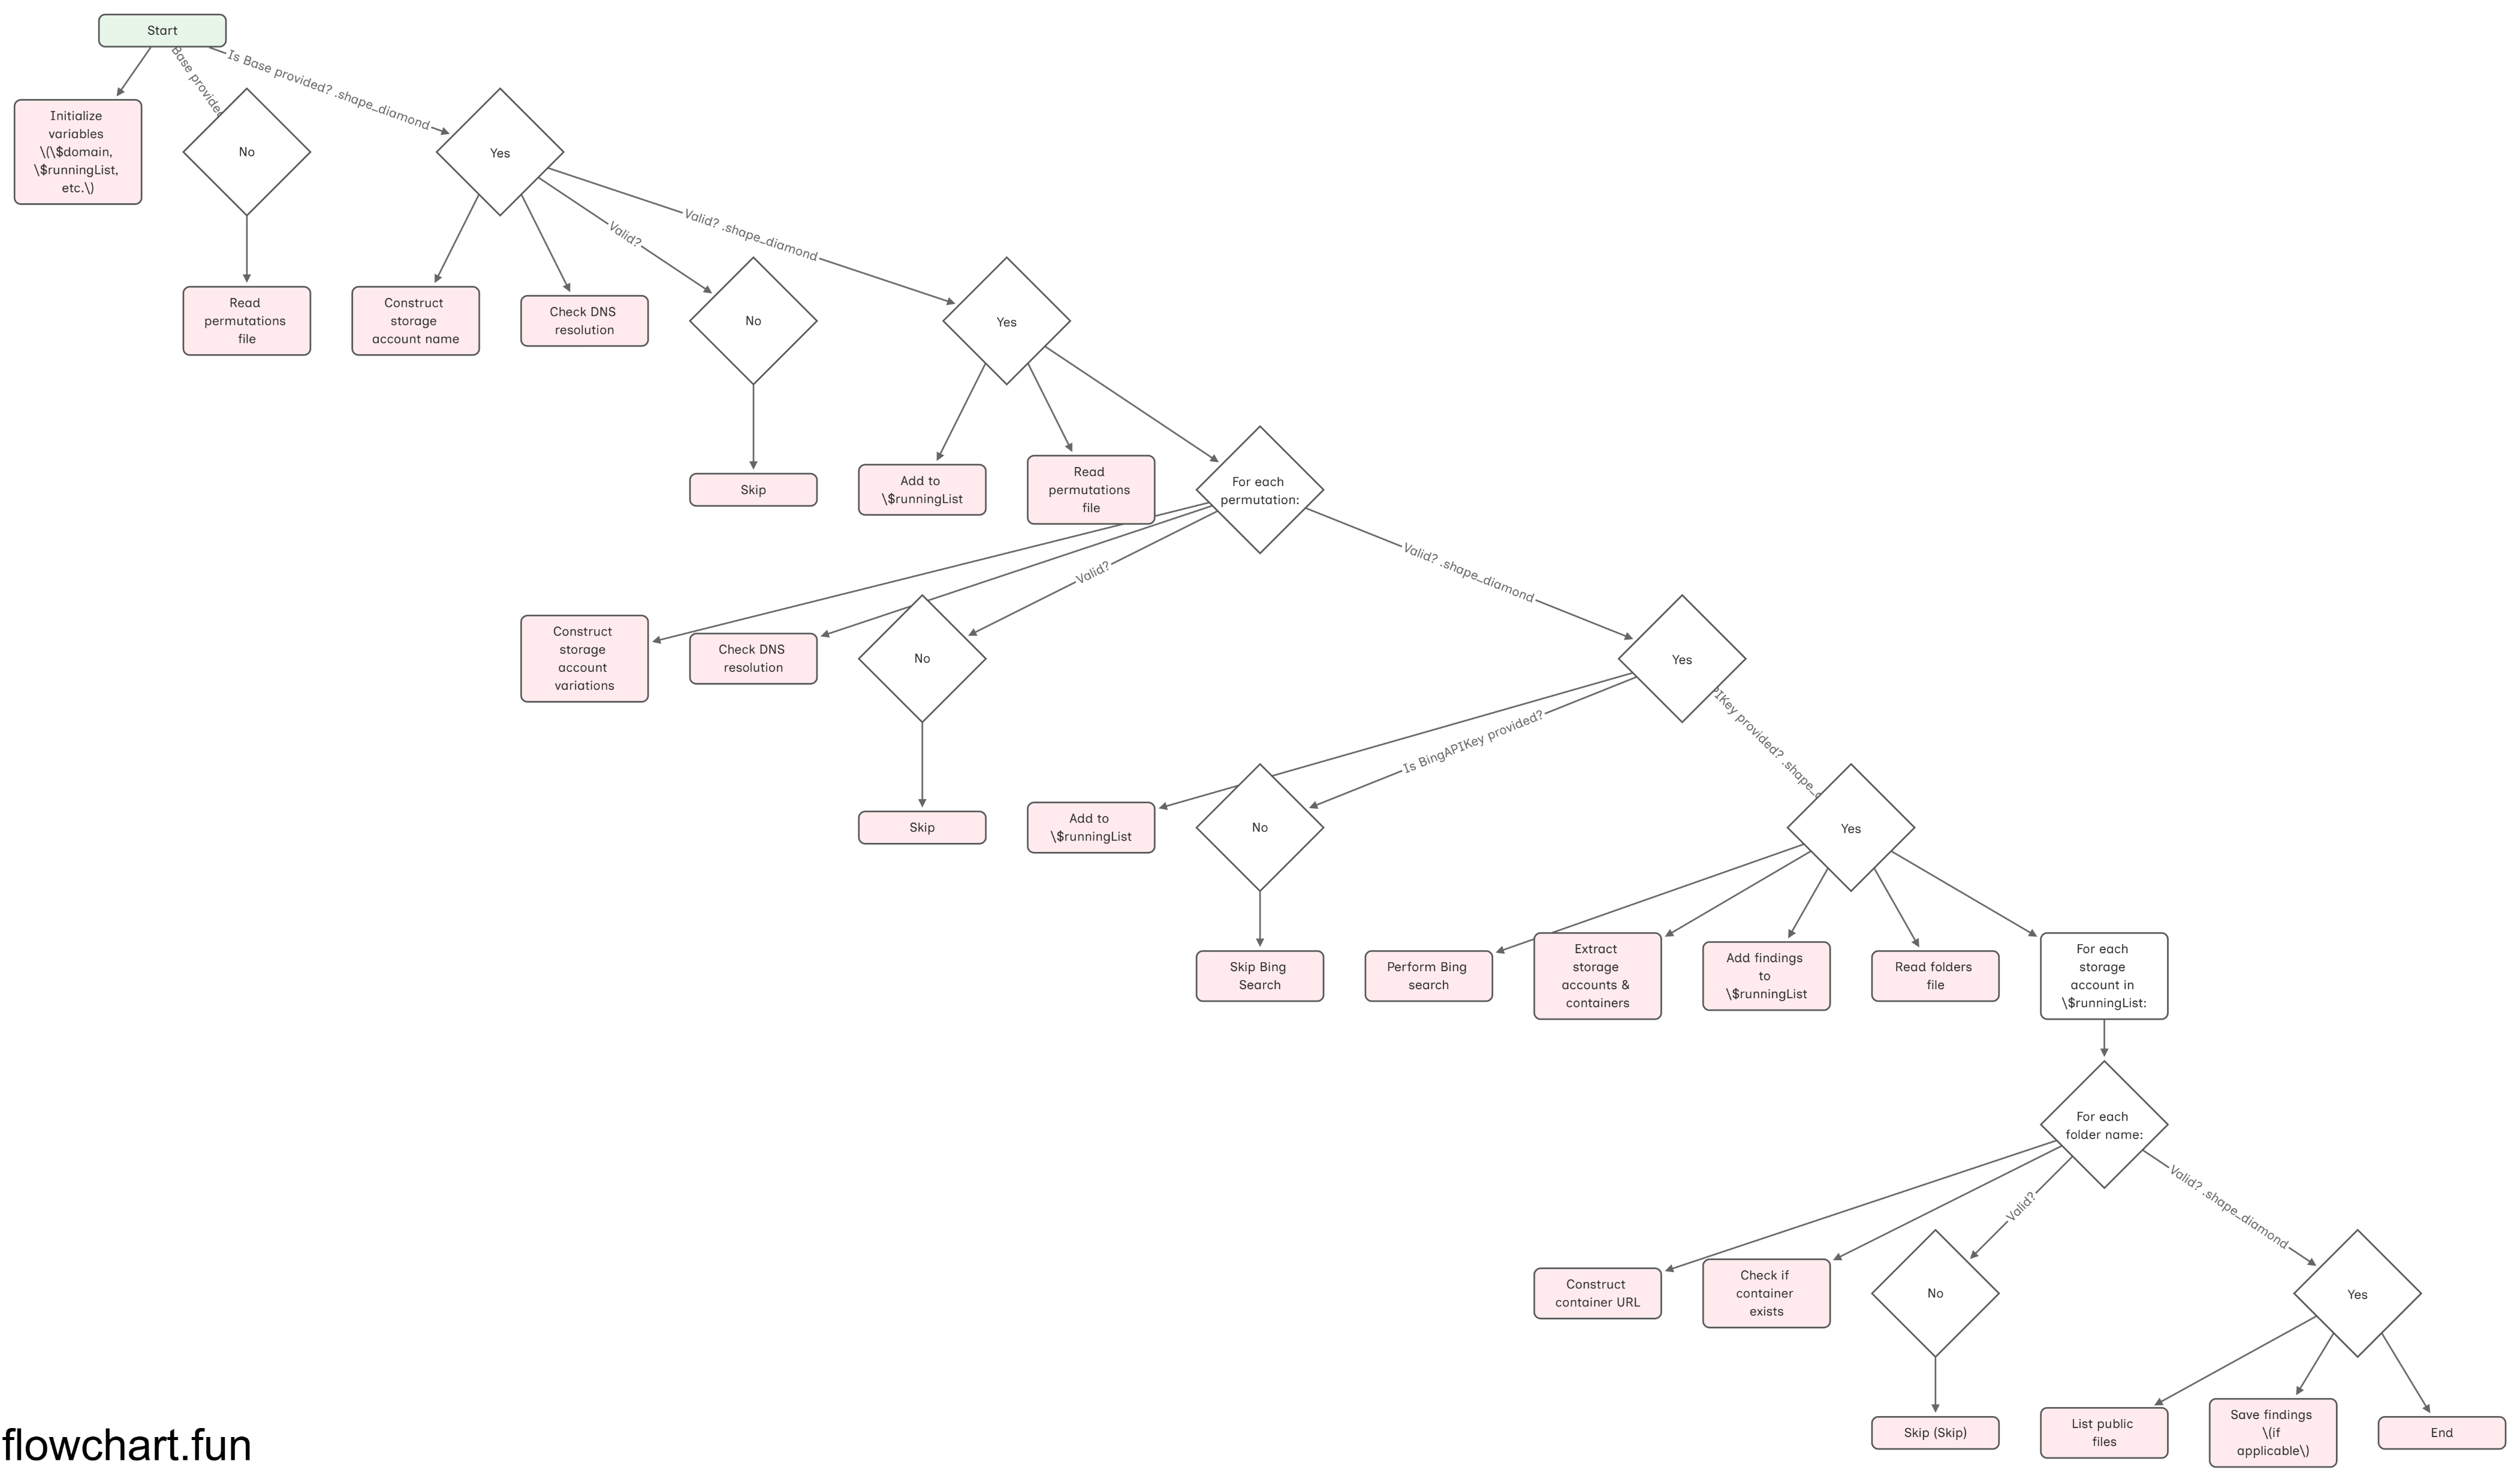 Start
Base provided
Is Base provided? .shape_diamond
Initialize
variables
\(\$domain,
\$runningList,
etc.\)
No
Yes
Valid?
Valid? .shape_diamond
Read
permutations
file
Construct
storage
account name
Check DNS
resolution
No
Yes
Skip
Add to
\$runningList
Read
permutations
file
For each
permutation:
Valid?
Valid? .shape_diamond
Construct
storage
account
variations
Check DNS
resolution
No
Yes
Is BingAPIKey provided?
PIKey provided? .shape_
Skip
Add to
\$runningList
No
Yes
Skip Bing
Search
Perform Bing
search
Extract
storage
accounts &
containers
Add findings
to
\$runningList
Read folders
file
For each
storage
account in
\$runningList:
For each
folder name:
Valid?
Valid? .shape_diamond
Construct
container URL
Check if
container
exists
No
Yes
Skip (Skip)
List public
files
Save findings
\(if
applicable\)
End
flowchart.fun